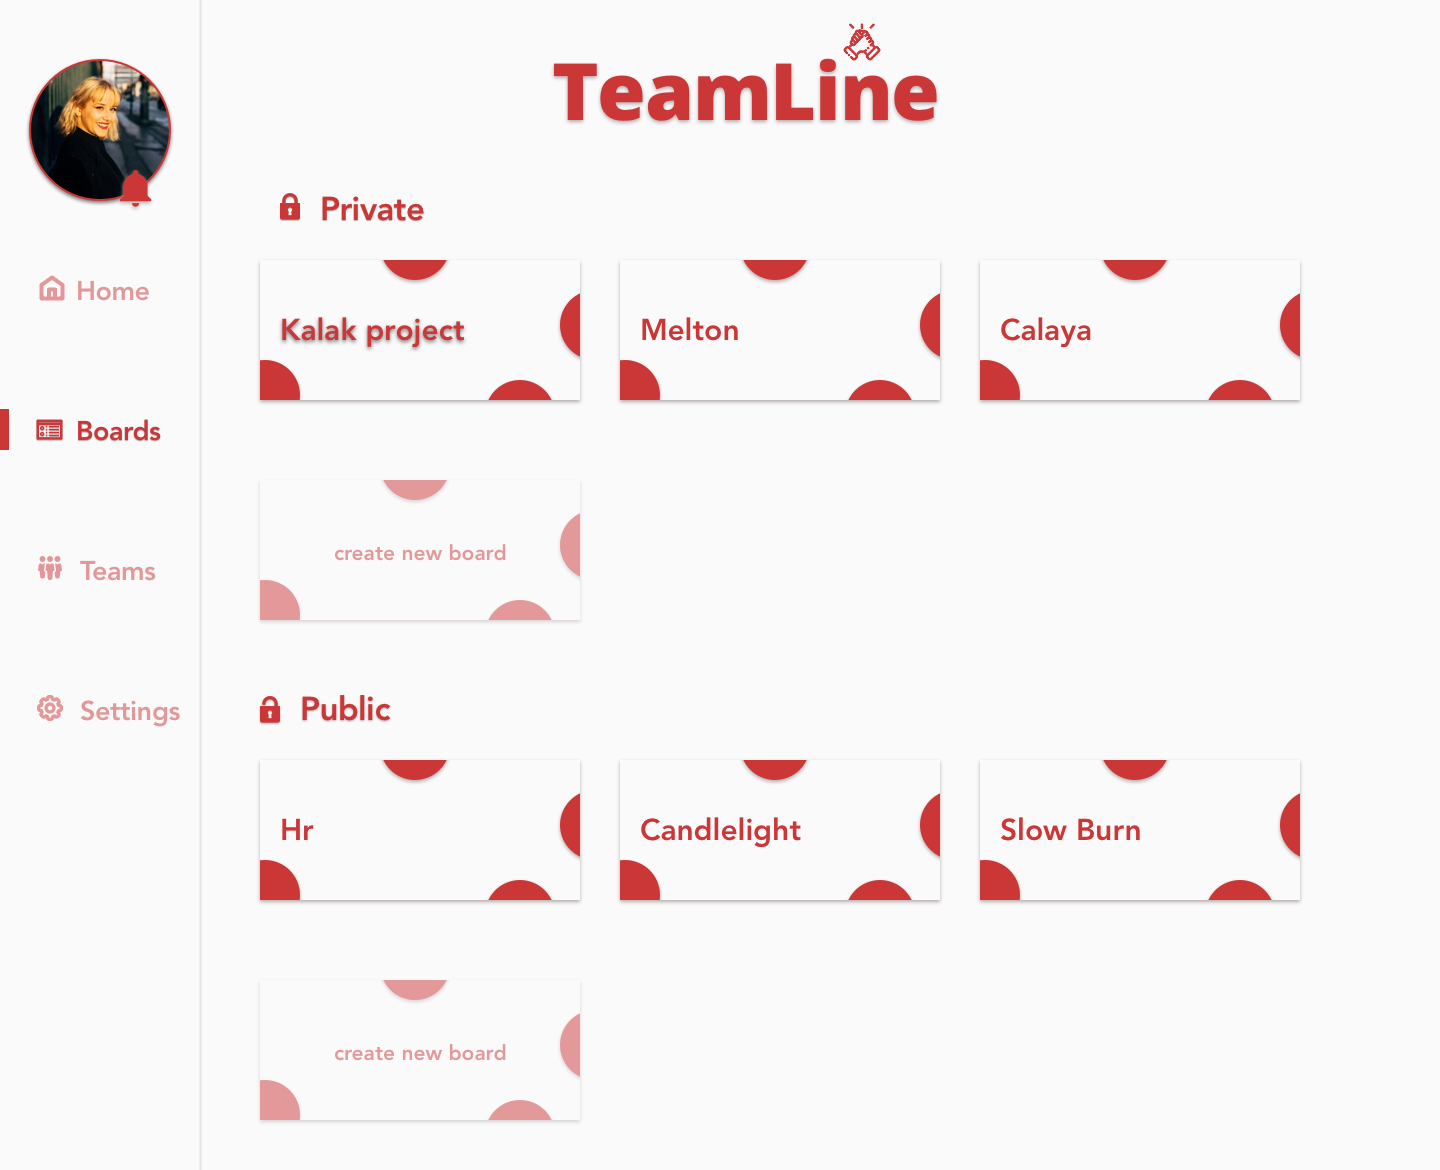 TeamLine
Home
Boards
Teams
Settings
Private
Kalak project
Melton
Calaya
create new board
Public
Hr
Candlelight
Slow Burn
create new board